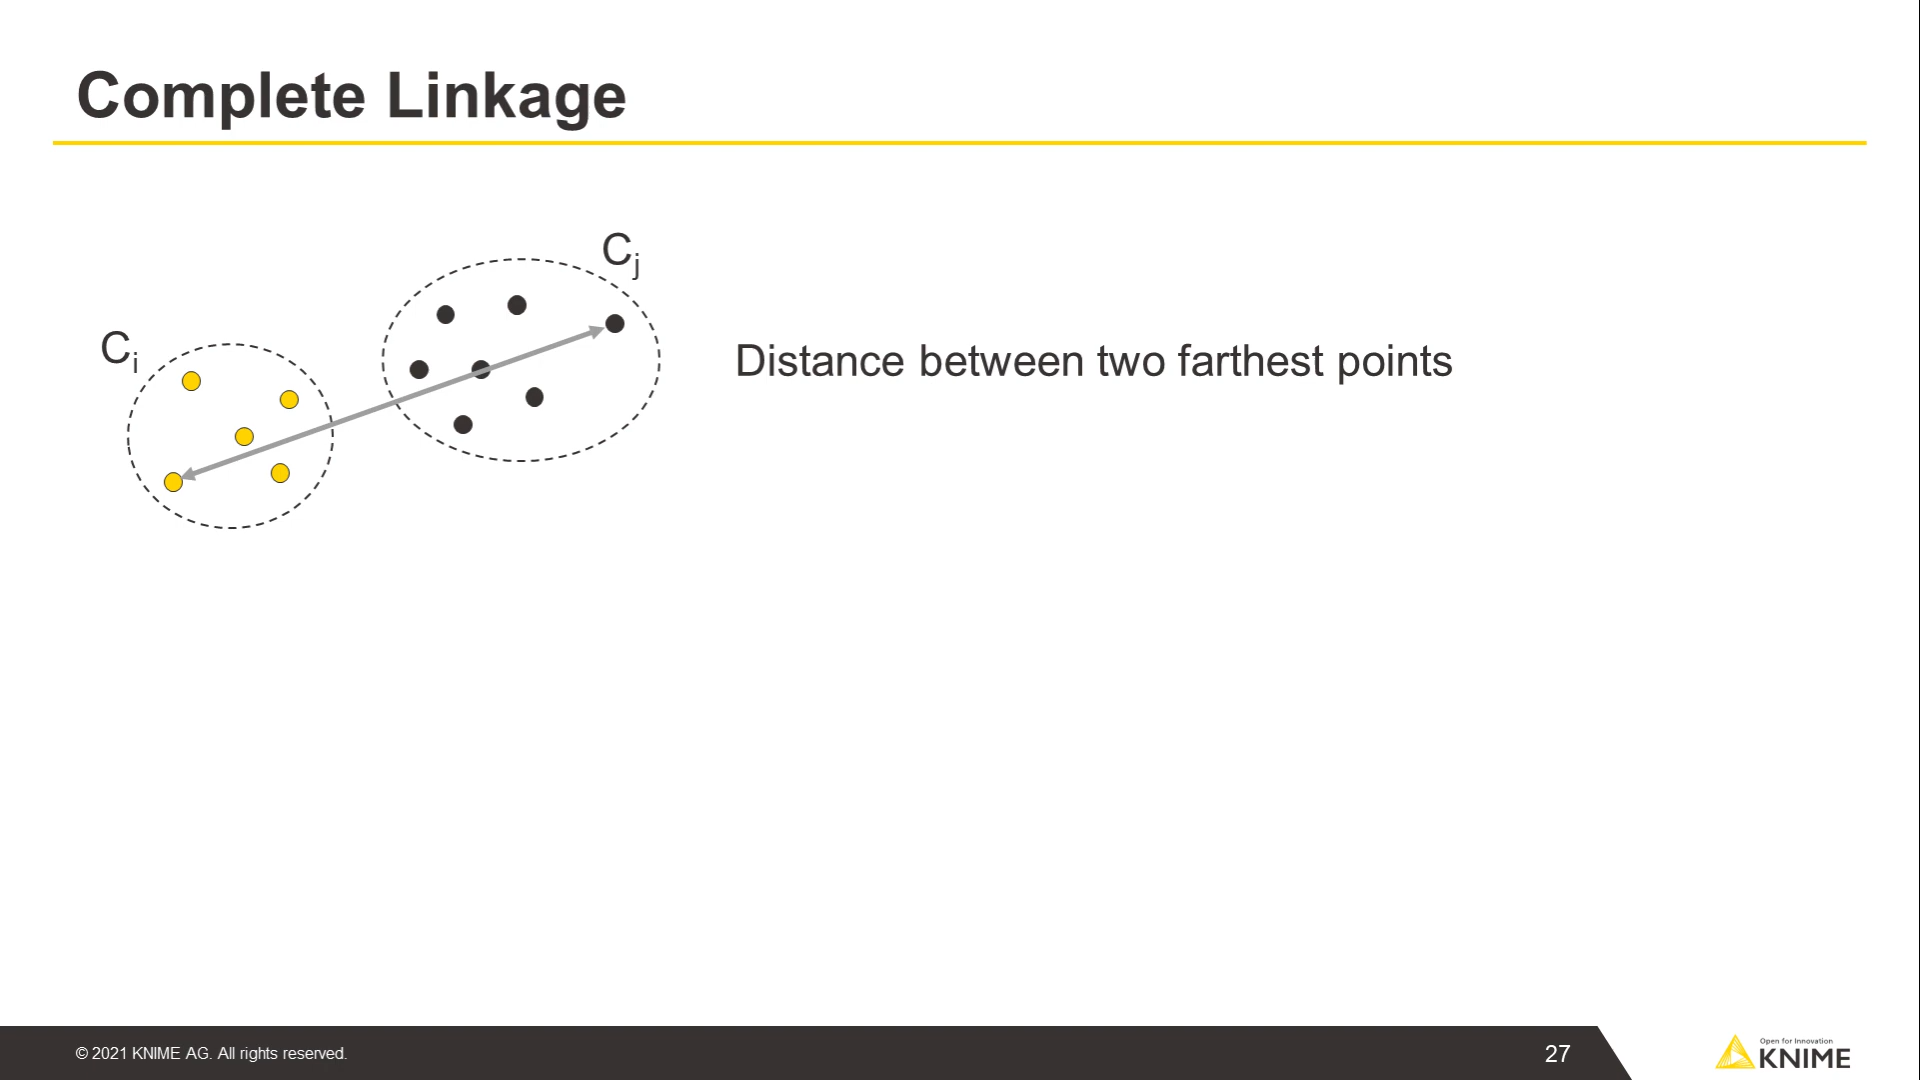 Complete Linkage
Cj
Ci
Distance between two farthest points
© 2021 KNIME AG. All rights reserved.
27
Open for Innovation
KNIME